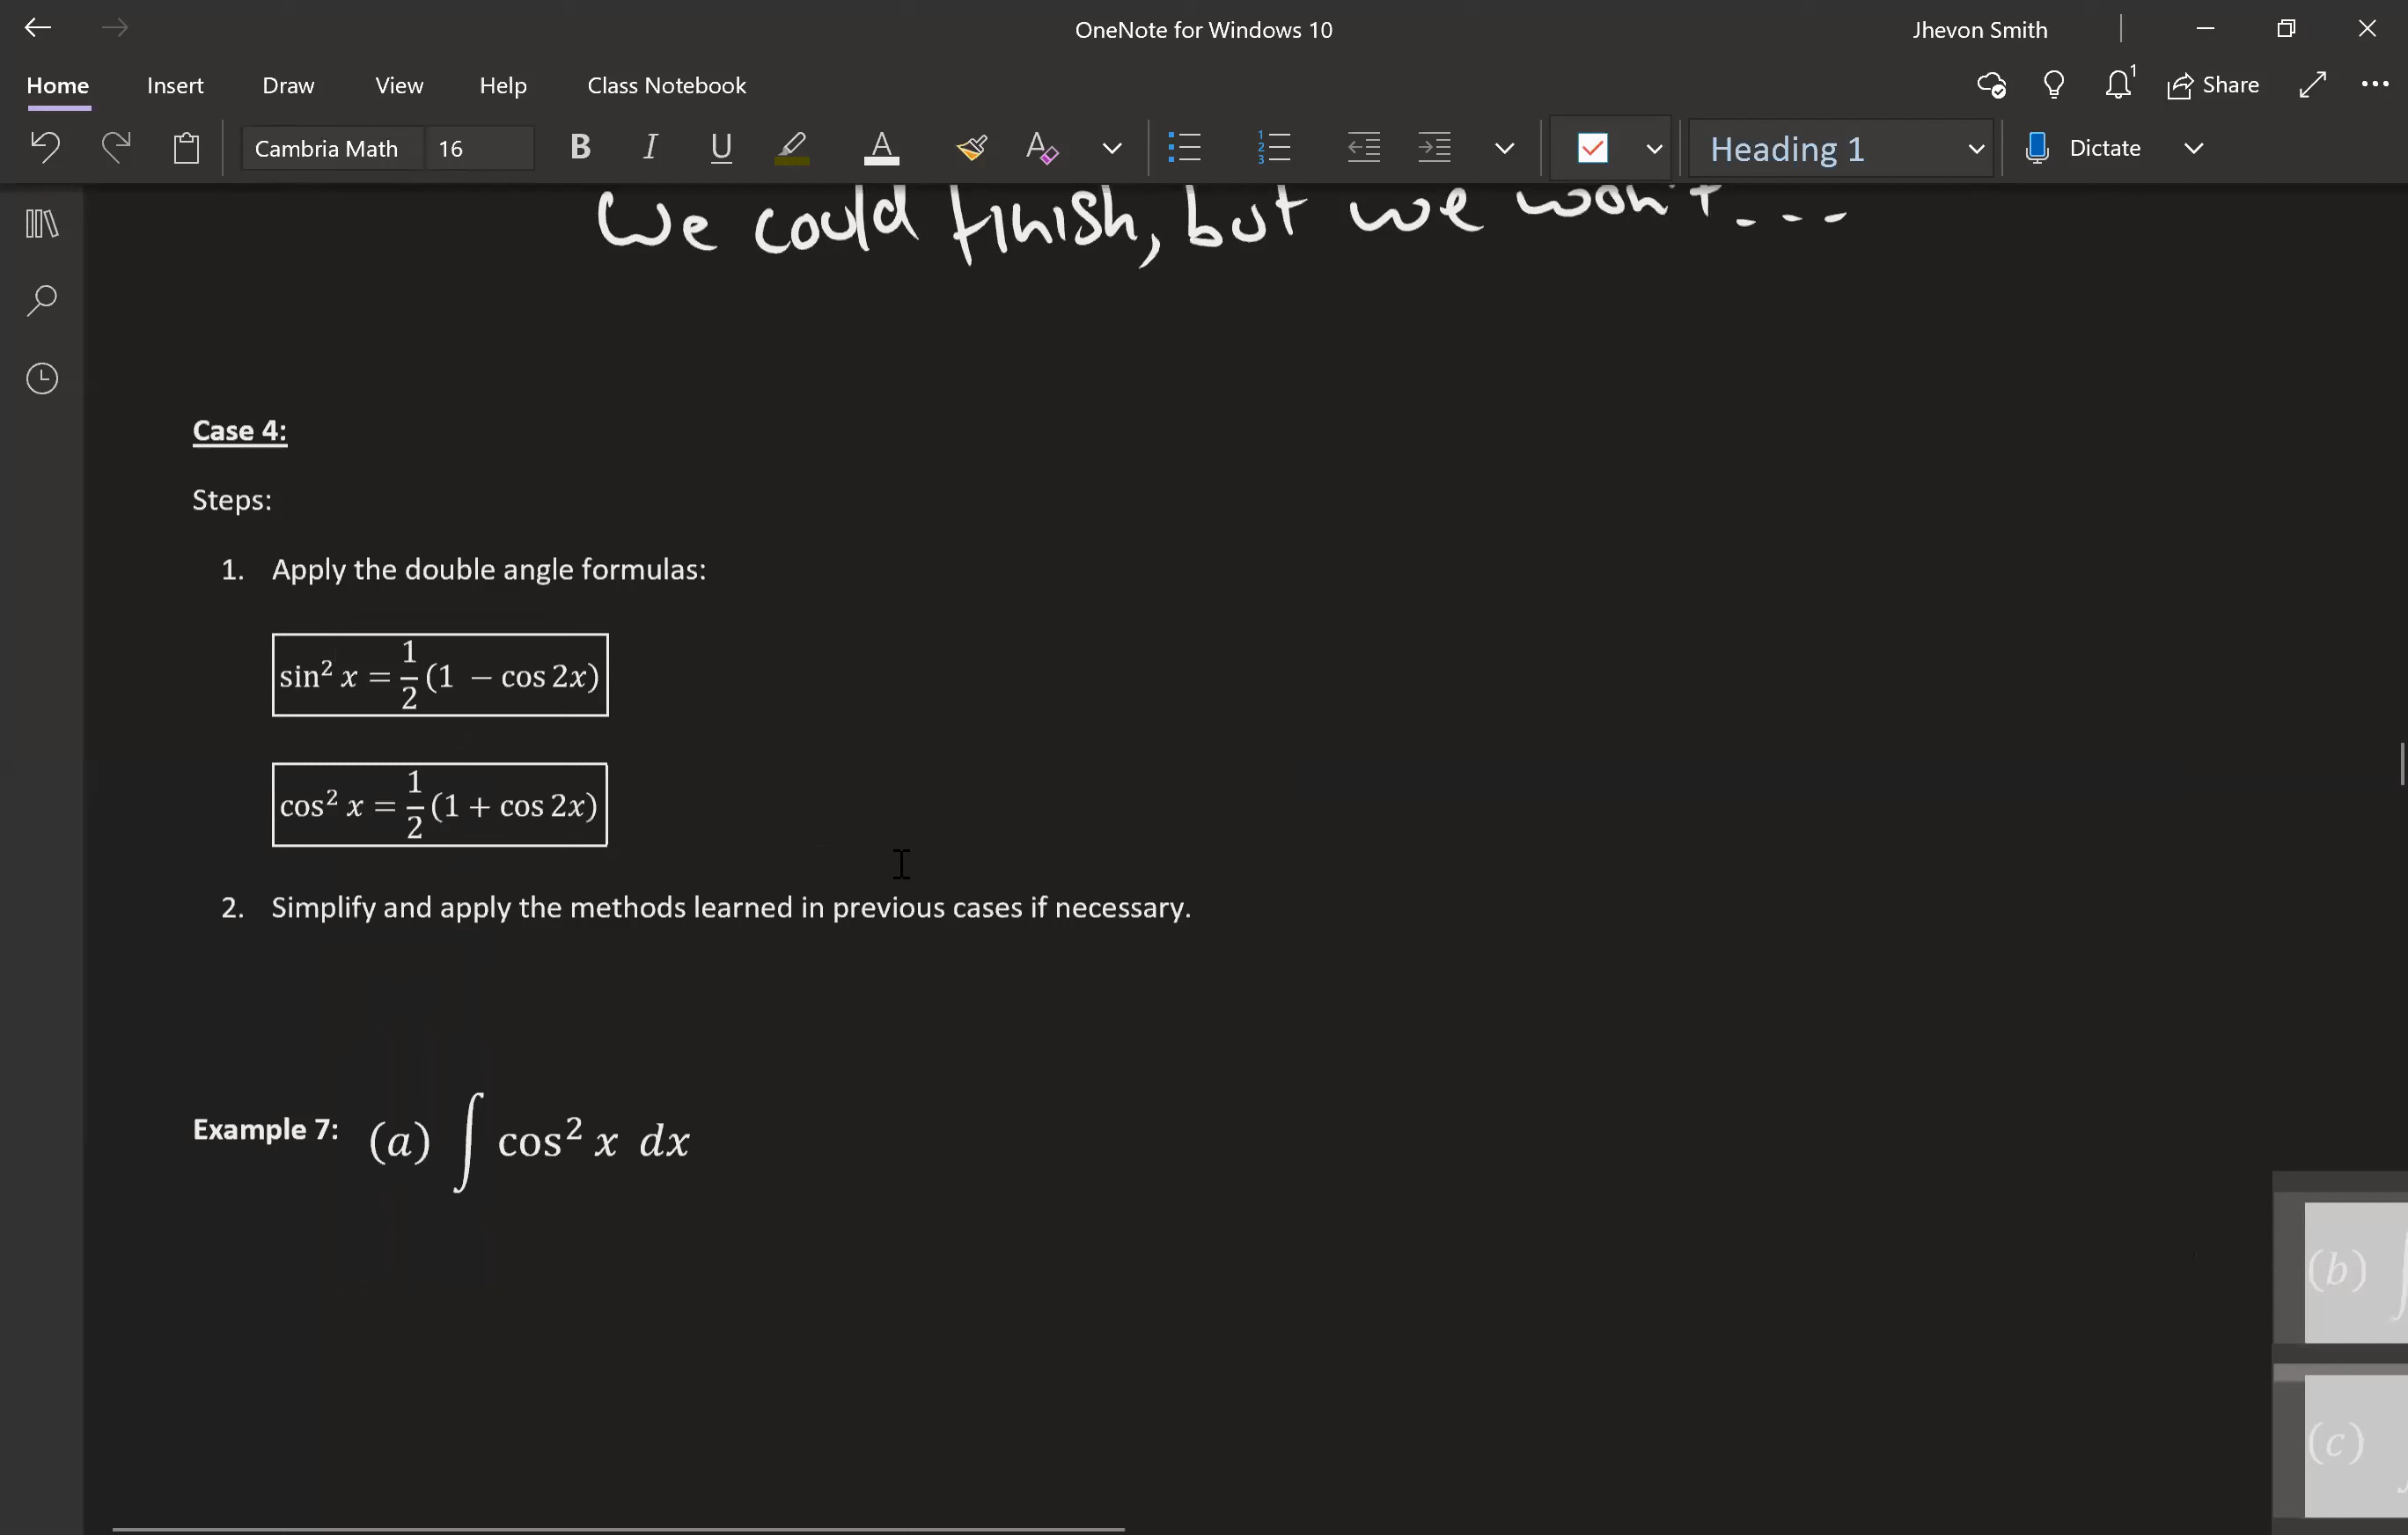 OneNote for Windows 10
Jhevon Smith
Home Insert Draw View Help Class Notebook
1
Share
Cambria Math 16 B I U A A Heading 1 Dictate
We could finish, but we won't...
Case 4:
Steps:
1. Apply the double angle formulas:
sin² x = 1/2 (1 − cos 2x)
cos² x = 1/2 (1 + cos 2x)
2. Simplify and apply the methods learned in previous cases if necessary.
Example 7: (a) ∫ cos² x dx
(b) ∫
(c)